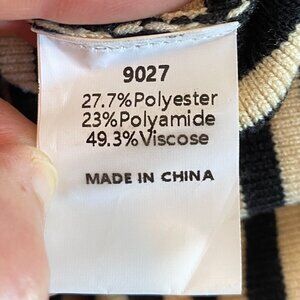 9027
27.7%Polyester
23%Polyamide
49.3%Viscose
MADE IN CHINA